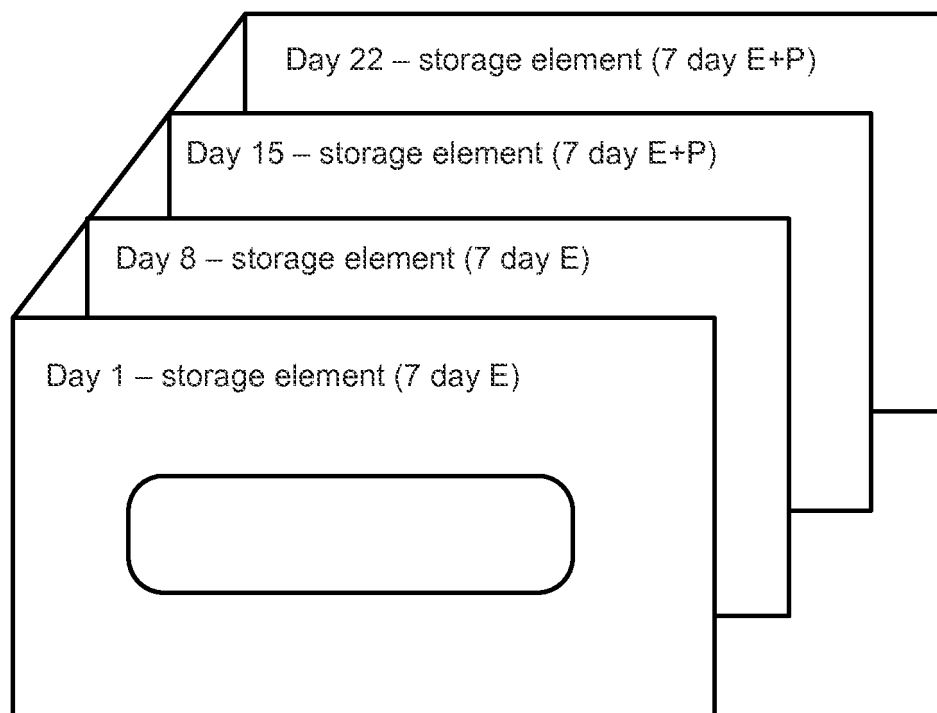 Day 22 – storage element (7 day E+P)
Day 15 – storage element (7 day E+P)
Day 8 – storage element (7 day E)
Day 1 – storage element (7 day E)